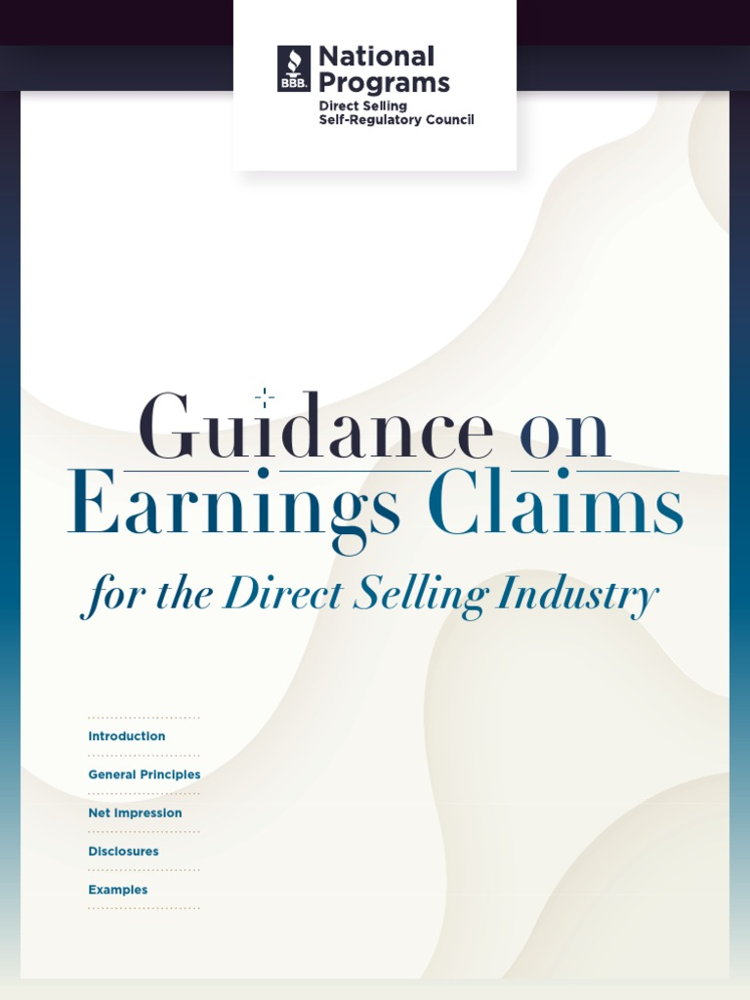 BBB.
National
Programs
Direct Selling
Self-Regulatory Council
Guidance on
Earnings Claims
for the Direct Selling Industry
Introduction
General Principles
Net Impression
Disclosures
Examples